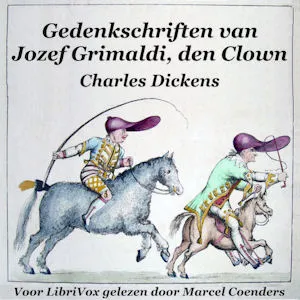 Gedenkschriften van
Jozef Grimaldi, den Clown
Charles Dickens
Voor LibriVox gelezen door Marcel Coenders